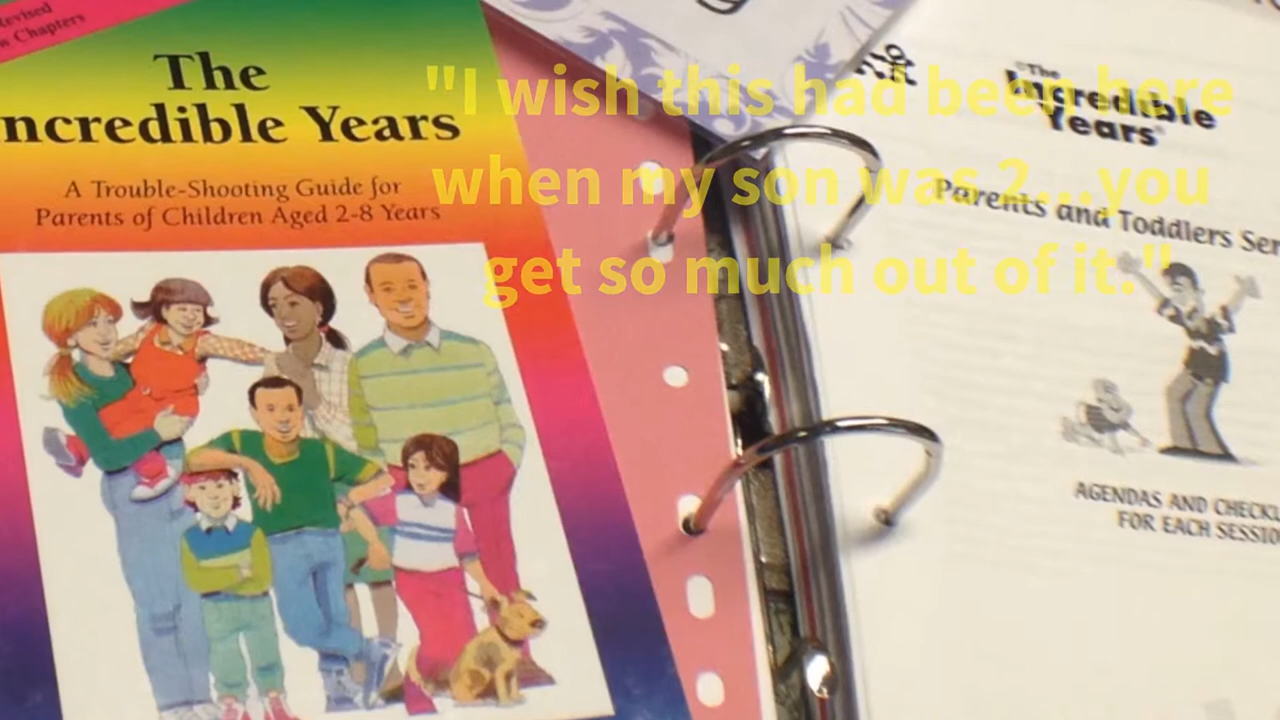 Revised
Chapters
The
ncredible Years
A Trouble-Shooting Guide for
Parents of Children Aged 2-8 Years
"I wish this had been here
when my son was 2...you
get so much out of it."
©The
Incredible
Years®
Parents and Toddlers Ser
AGENDAS AND CHECKL
FOR EACH SESSIO